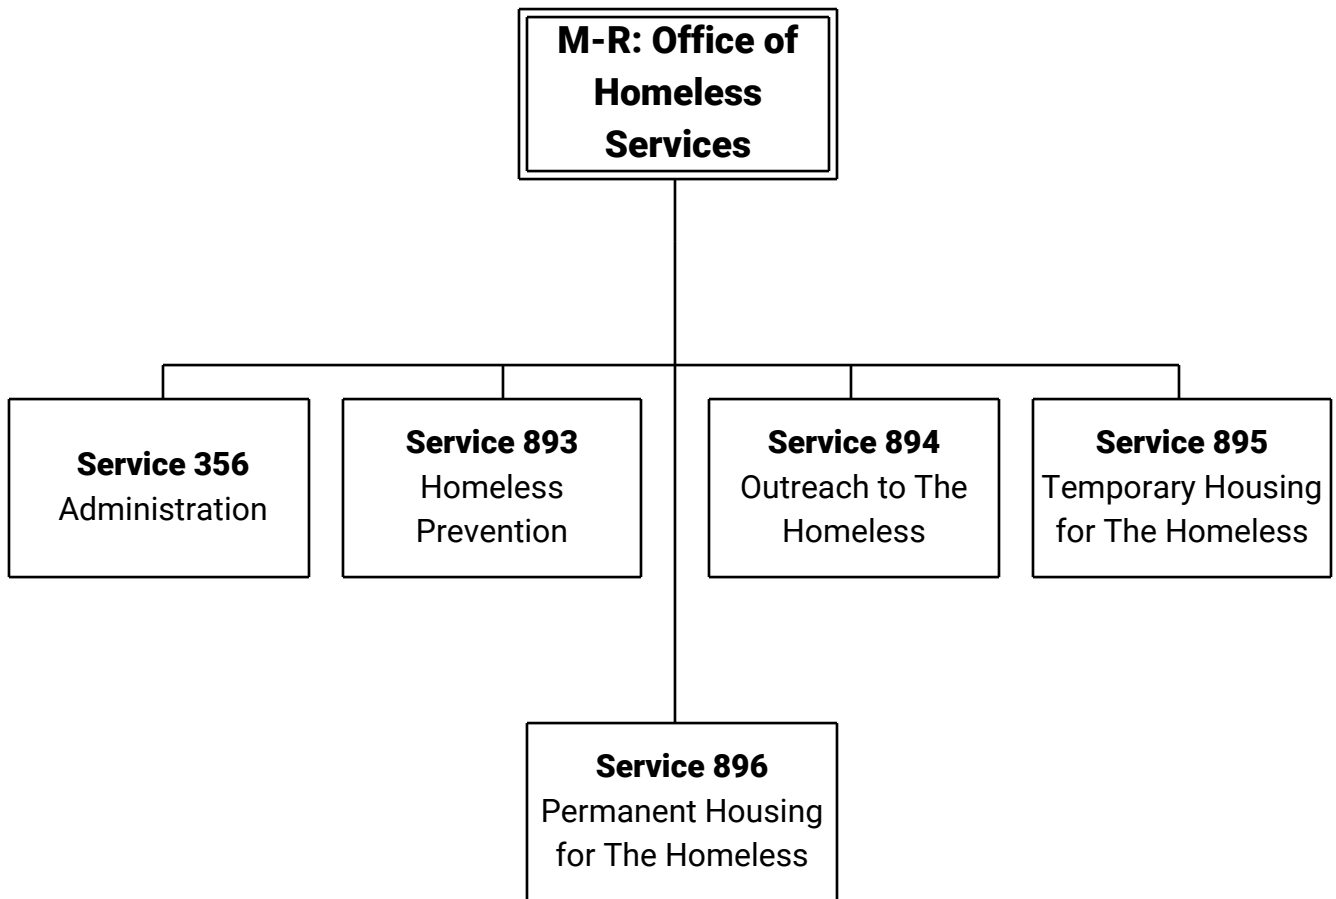 M-R: Office of
Homeless
Services
Service 356
Administration
Service 893
Homeless
Prevention
Service 894
Outreach to The
Homeless
Service 895
Temporary Housing
for The Homeless
Service 896
Permanent Housing
for The Homeless